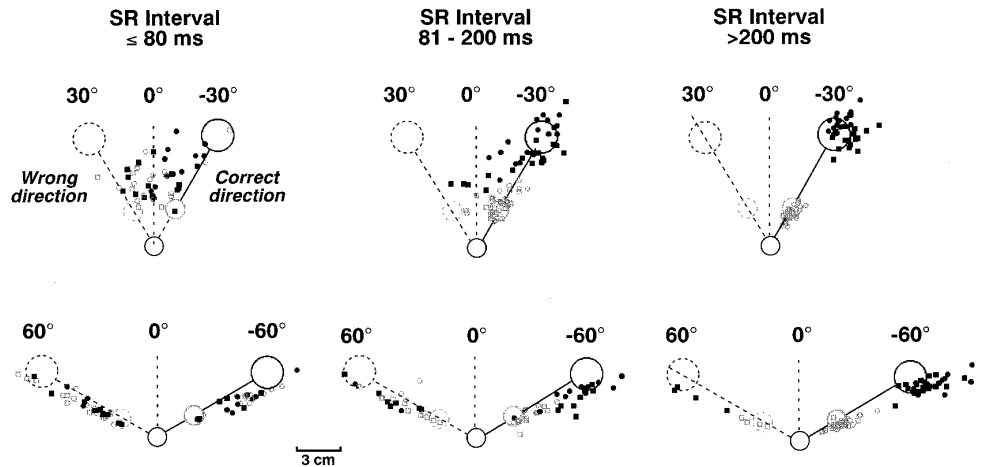 SR Interval
≤ 80 ms
SR Interval
81 - 200 ms
SR Interval
>200 ms
30° 0° -30°
30° 0° -30°
30° 0° -30°
Wrong
direction
Correct
direction
60° 0° -60°
60° 0° -60°
60° 0° -60°
3 cm